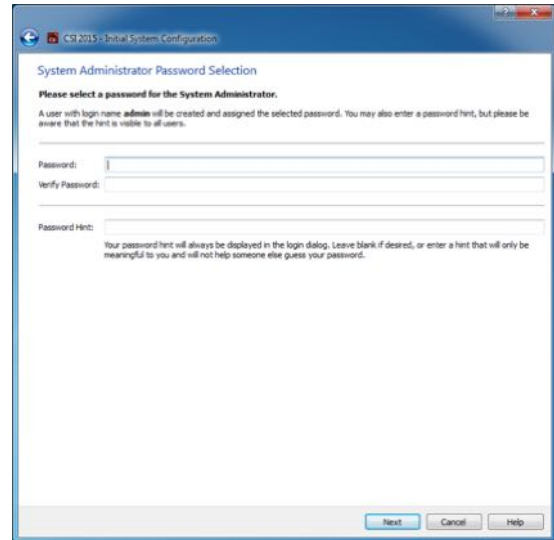 CSI 2015 - Initial System Configuration
System Administrator Password Selection
Please select a password for the System Administrator.
A user with login name admin will be created and assigned the selected password. You may also enter a password hint, but please be
aware that the hint is visible to all users.
Password:
Verify Password:
Password Hint:
Your password hint will always be displayed in the login dialog. Leave blank if desired, or enter a hint that will only be
meaningful to you and will not help someone else guess your password.
Next Cancel Help